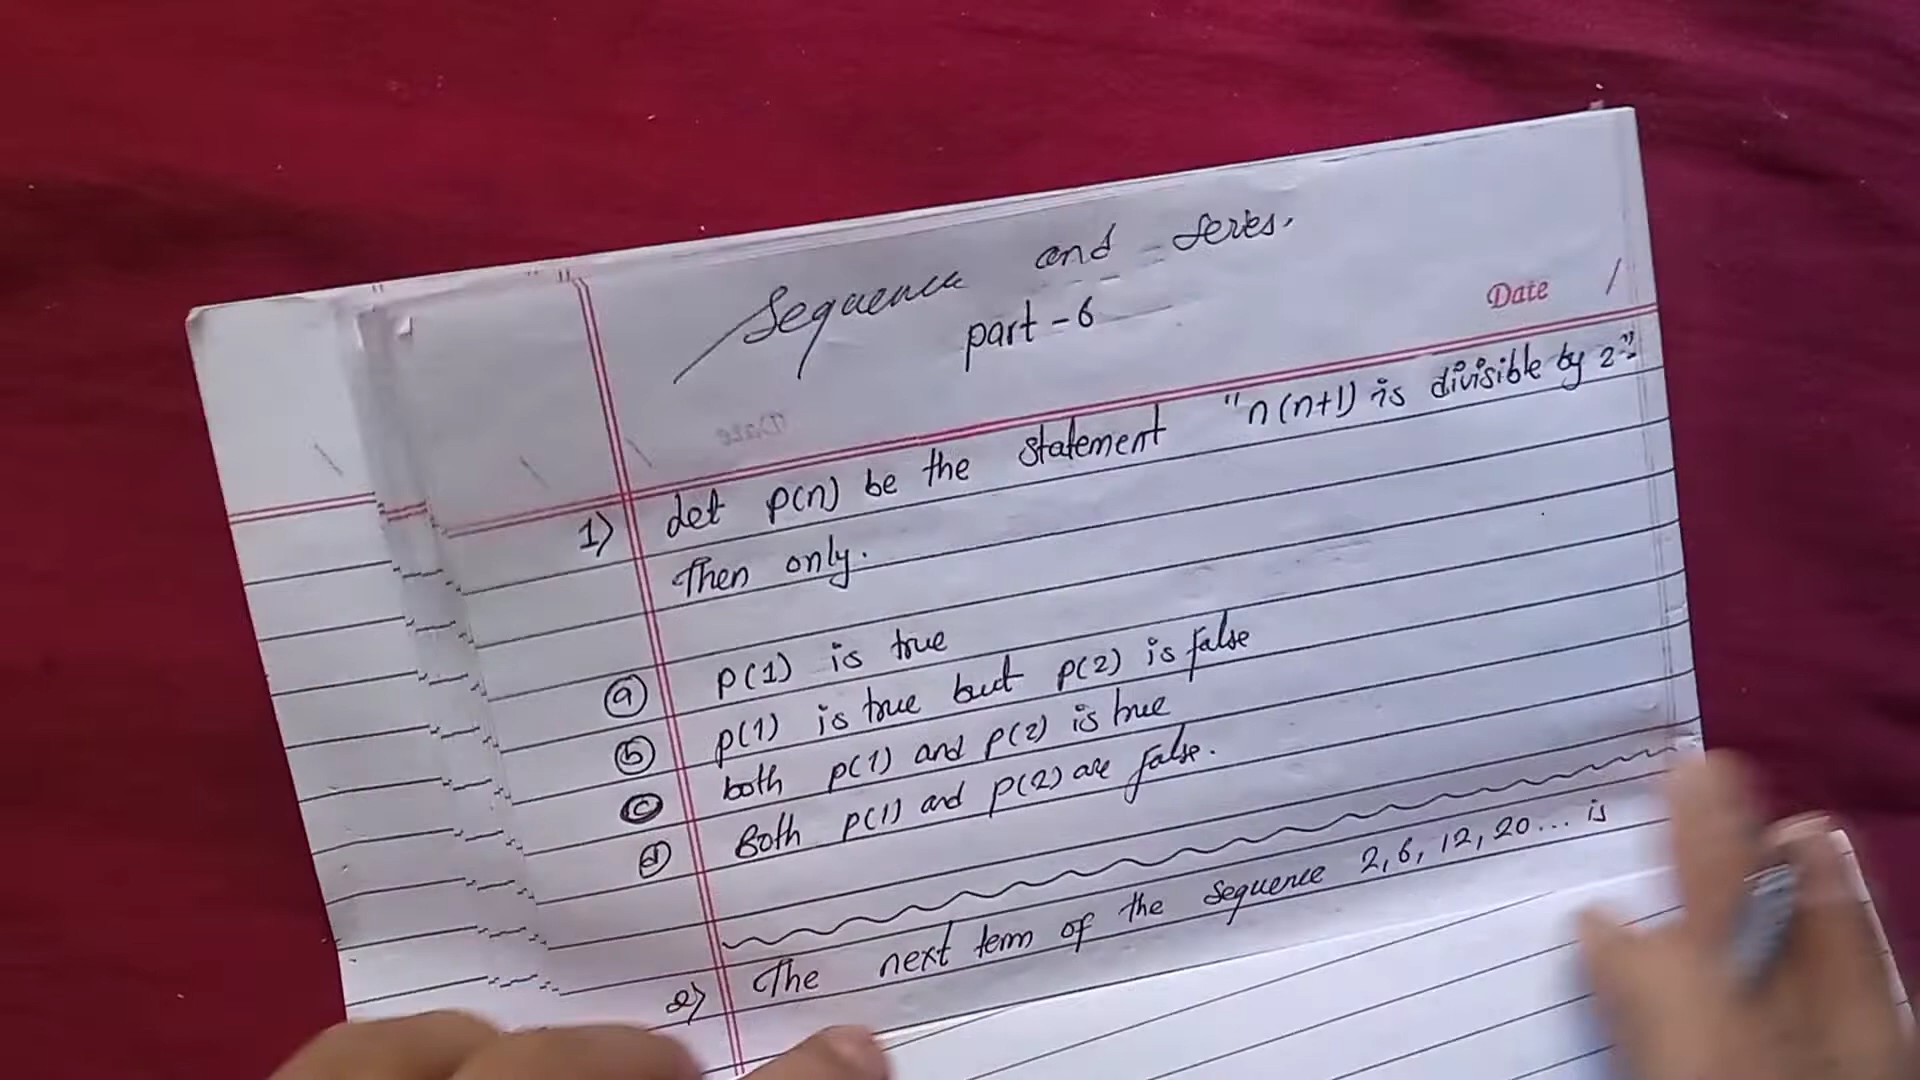 Sequence and Series.
part - 6
Date /
Date
1) Let p(n) be the statement "n(n+1) is divisible by 2".
Then only.
(a) p(1) is true
(b) p(1) is true but p(2) is false
(c) both p(1) and p(2) is true
(d) Both p(1) and p(2) are false.
2) The next term of the sequence 2, 6, 12, 20... is